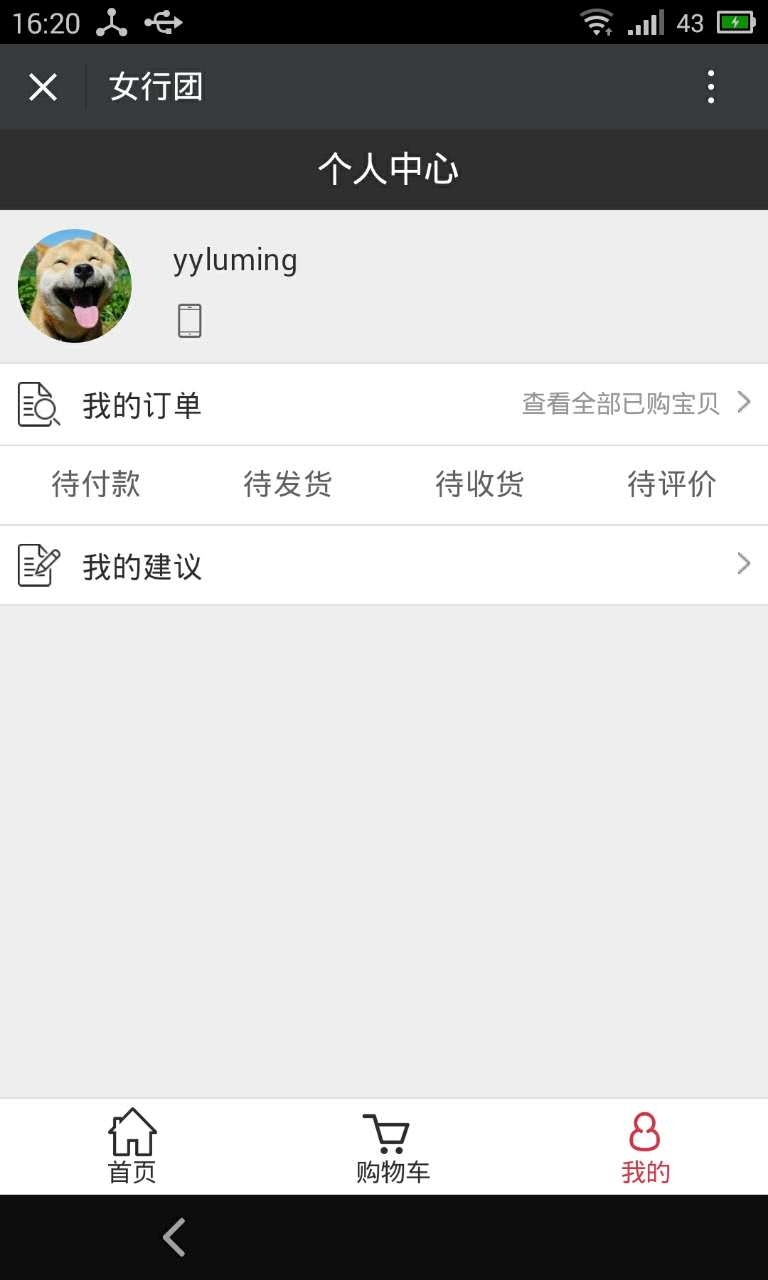 16:20 43
女行团
个人中心
yyluming
我的订单 查看全部已购宝贝
待付款 待发货 待收货 待评价
我的建议
首页 购物车 我的